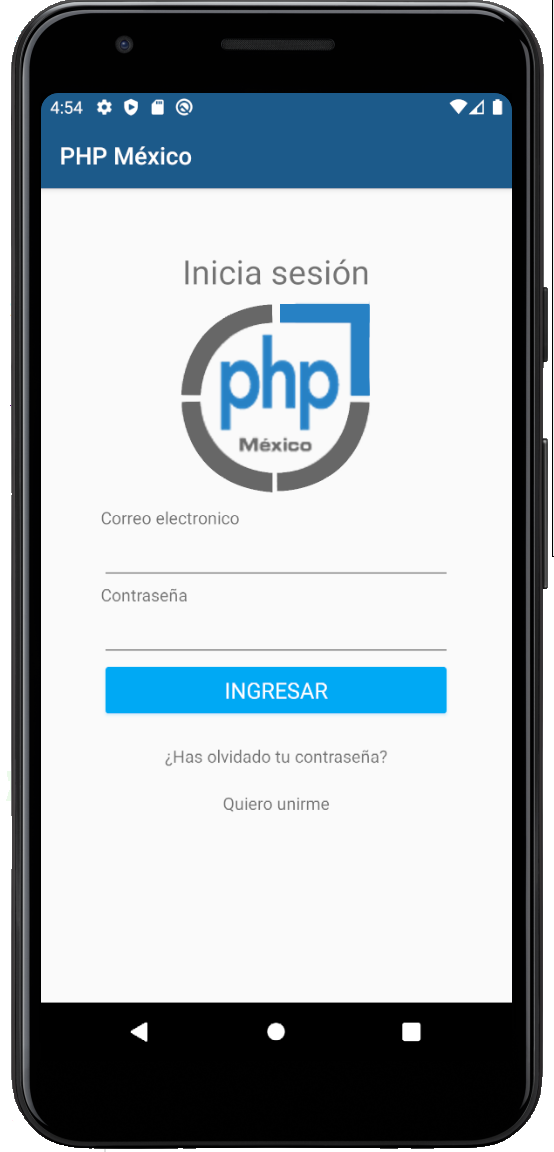 4:54
PHP México
Inicia sesión
php
México
Correo electronico
Contraseña
INGRESAR
¿Has olvidado tu contraseña?
Quiero unirme